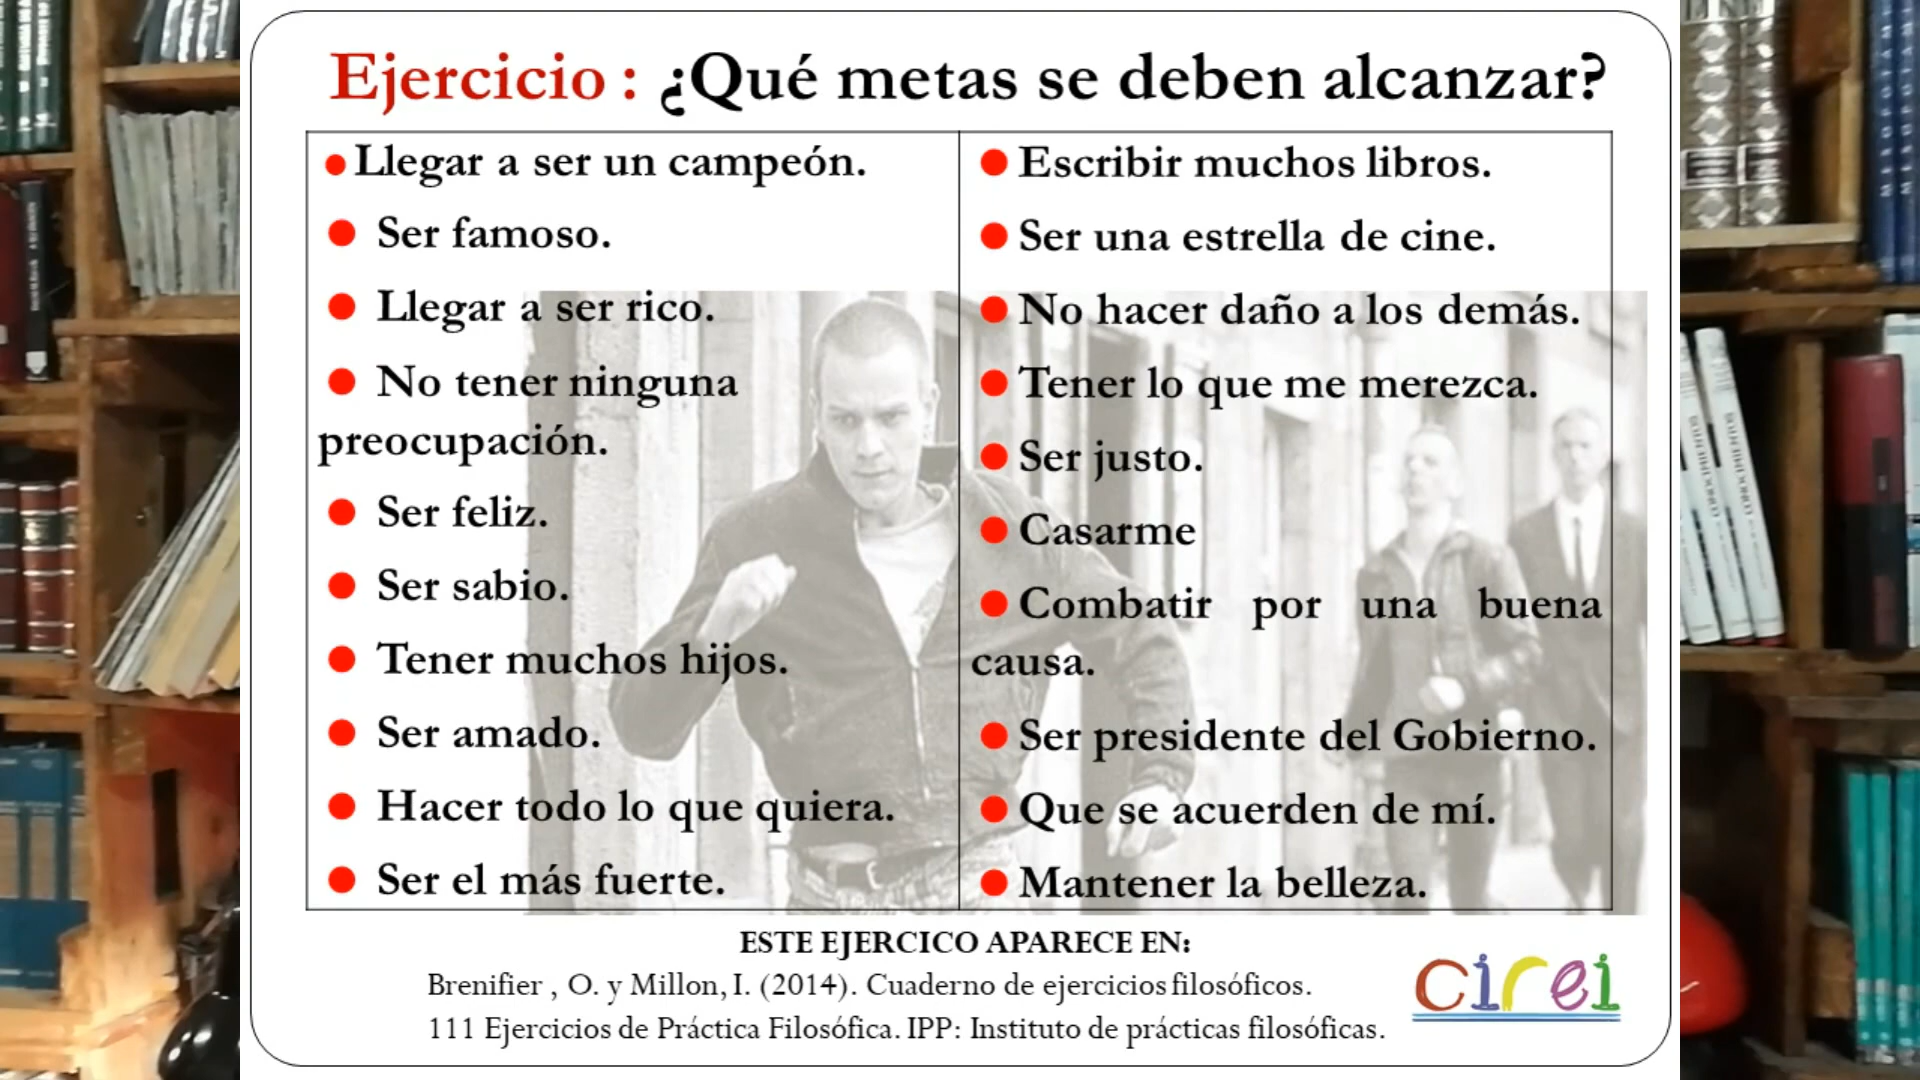 Ejercicio : ¿Qué metas se deben alcanzar?
● Llegar a ser un campeón.
● Ser famoso.
● Llegar a ser rico.
● No tener ninguna
preocupación.
● Ser feliz.
● Ser sabio.
● Tener muchos hijos.
● Ser amado.
● Hacer todo lo que quiera.
● Ser el más fuerte.
● Escribir muchos libros.
● Ser una estrella de cine.
● No hacer daño a los demás.
● Tener lo que me merezca.
● Ser justo.
● Casarme
● Combatir por una buena
causa.
● Ser presidente del Gobierno.
● Que se acuerden de mí.
● Mantener la belleza.
ESTE EJERCICO APARECE EN:
Brenifier , O. y Millon, I. (2014). Cuaderno de ejercicios filosóficos.
111 Ejercicios de Práctica Filosófica. IPP: Instituto de prácticas filosóficas.
cirei